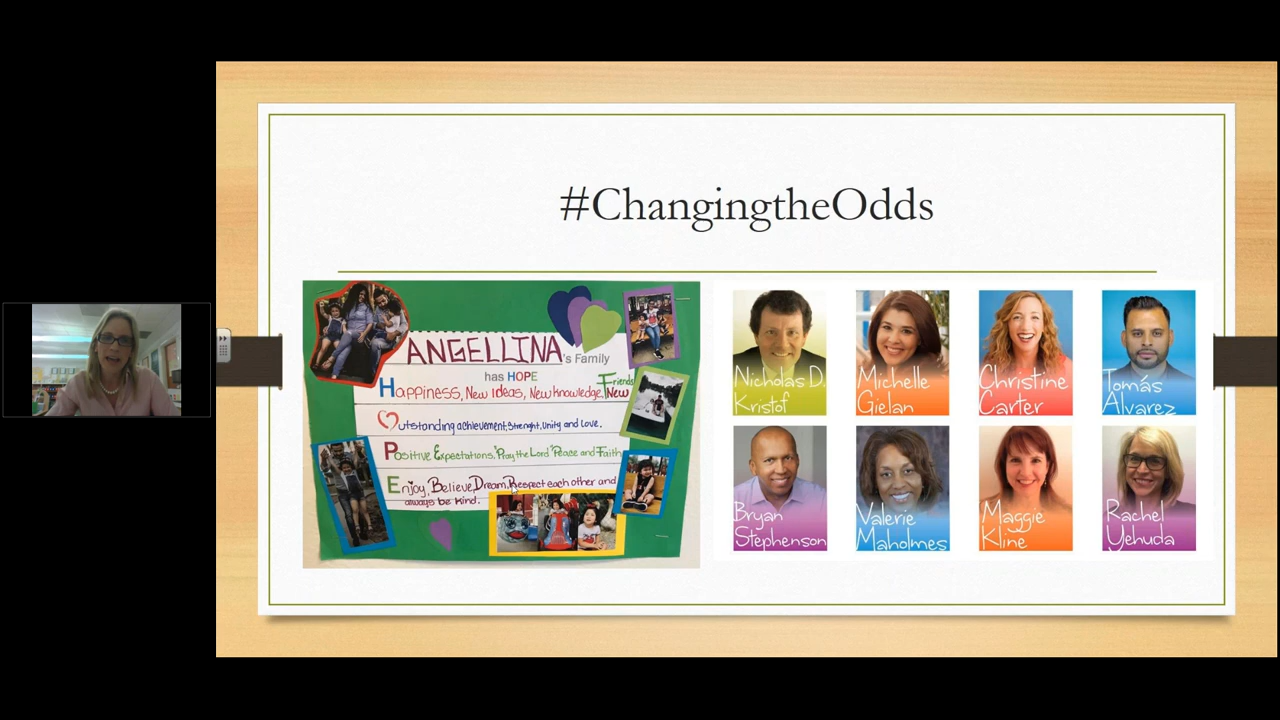 #ChangingtheOdds
ANGELLINA's Family
has HOPE
Happiness, New Ideas, New knowledge, New Friends
Outstanding achievement, Strenght, Unity and Love.
Positive Expectations, Pray the Lord Peace and Faith
Enjoy, Believe, Dream, Respect each other and
always be kind.
Nicholas D.
Kristof
Michelle
Gielan
Christine
Carter
Tomás
Alvarez
Bryan
Stephenson
Valerie
Maholmes
Maggie
Kline
Rachel
Yehuda